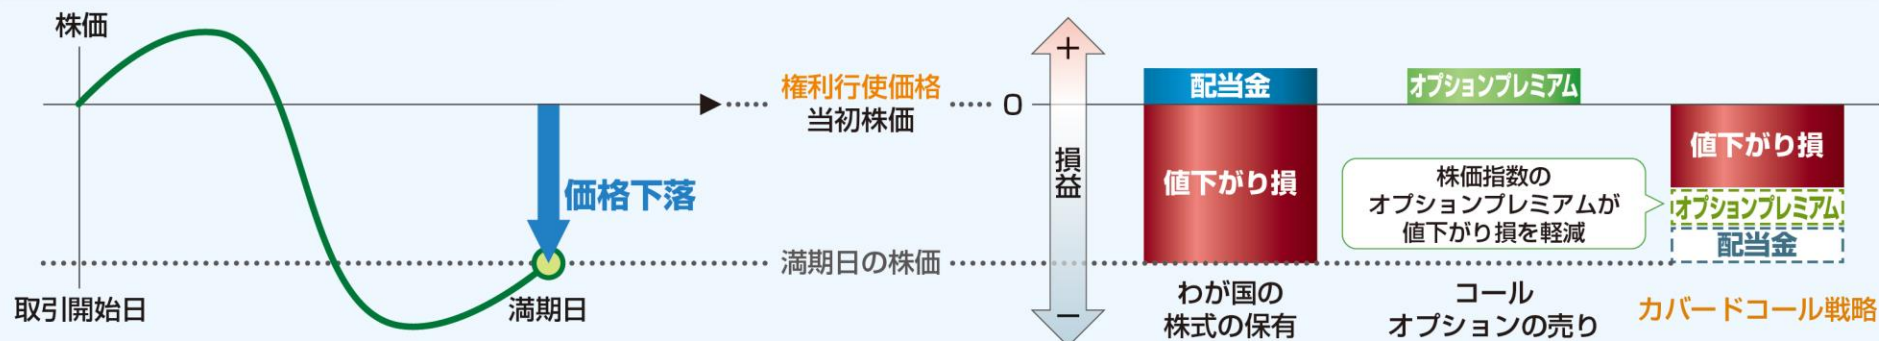 株価
権利行使価格
当初株価
価格下落
満期日の株価
取引開始日
満期日
0
+
損益
−
配当金
値下がり損
わが国の
株式の保有
オプションプレミアム
株価指数の
オプションプレミアムが
値下がり損を軽減
コール
オプションの売り
値下がり損
オプションプレミアム
配当金
カバードコール戦略